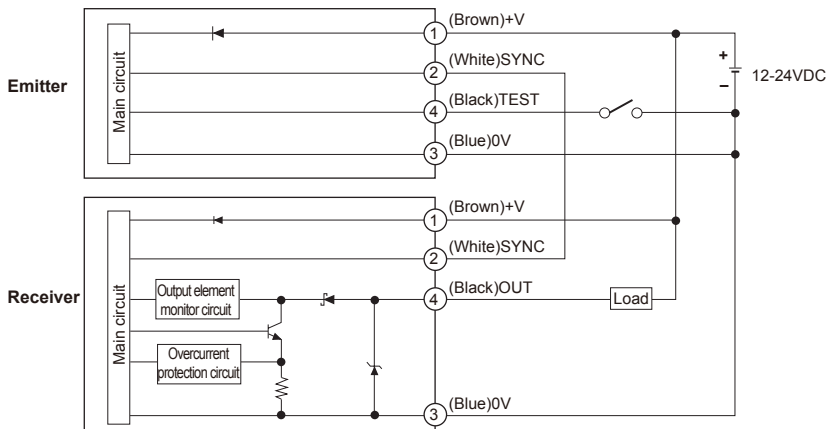 Emitter
Main circuit
1
(Brown)+V
2
(White)SYNC
4
(Black)TEST
3
(Blue)0V
+
−
12-24VDC
Receiver
Main circuit
1
(Brown)+V
2
(White)SYNC
Output element
monitor circuit
4
(Black)OUT
Load
Overcurrent
protection circuit
3
(Blue)0V